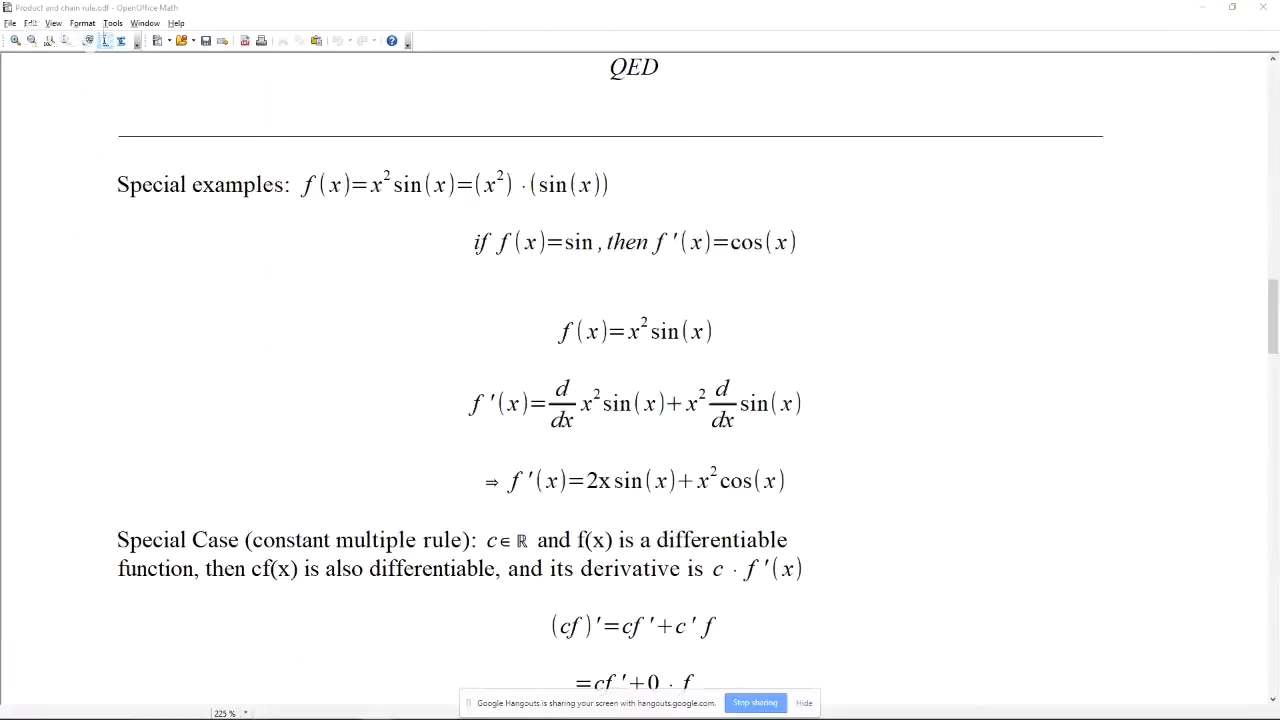 Product and chain rule.odf - OpenOffice Math
File Edit View Format Tools Window Help
QED
Special examples: f(x)=x²sin(x)=(x²)·(sin(x))
if f(x)=sin, then f'(x)=cos(x)
f(x)=x²sin(x)
f'(x)=d/dx x²sin(x)+x² d/dx sin(x)
⇒ f'(x)=2x sin(x)+x²cos(x)
Special Case (constant multiple rule): c∈ℝ and f(x) is a differentiable
function, then cf(x) is also differentiable, and its derivative is c · f'(x)
(cf)'=cf'+c'f
=cf'+0·f
Google Hangouts is sharing your screen with hangouts.google.com. Stop sharing Hide
225 % *